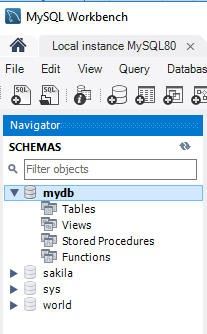 MySQL Workbench
Local instance MySQL80
File Edit View Query Databas
SQL SQL
Navigator
SCHEMAS
Filter objects
mydb
Tables
Views
Stored Procedures
Functions
sakila
sys
world